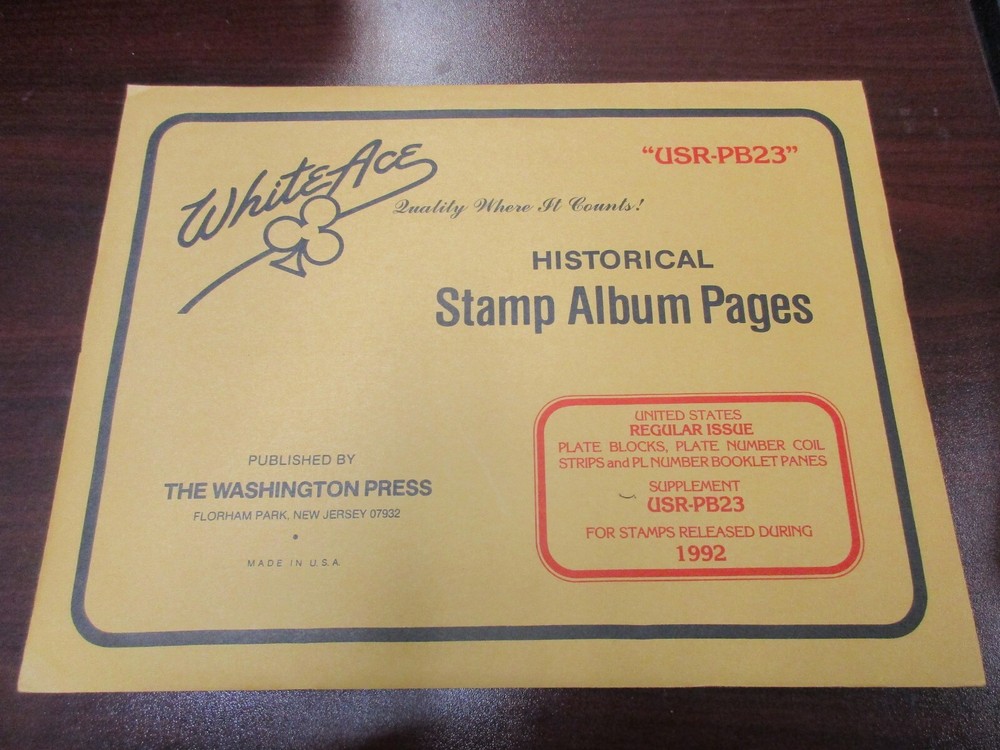 White Ace
"USR-PB23"
Quality Where It Counts!
HISTORICAL
Stamp Album Pages
UNITED STATES
REGULAR ISSUE
PLATE BLOCKS, PLATE NUMBER COIL
STRIPS and PL NUMBER BOOKLET PANES
SUPPLEMENT
USR-PB23
FOR STAMPS RELEASED DURING
1992
PUBLISHED BY
THE WASHINGTON PRESS
FLORHAM PARK, NEW JERSEY 07932
MADE IN U.S.A.